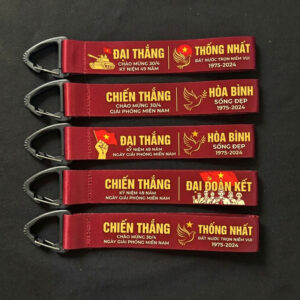 ĐẠI THẮNG
CHÀO MỪNG 30/4
KỶ NIỆM 49 NĂM
THỐNG NHẤT
ĐẤT NƯỚC TRỌN NIỀM VUI
1975-2024
CHIẾN THẮNG
CHÀO MỪNG 30/4
GIẢI PHÓNG MIỀN NAM
HÒA BÌNH
SỐNG ĐẸP
1975-2024
ĐẠI THẮNG
KỶ NIỆM 49 NĂM
NGÀY GIẢI PHÓNG MIỀN NAM
HÒA BÌNH
SỐNG ĐẸP
1975-2024
CHIẾN THẮNG
KỶ NIỆM 49 NĂM
NGÀY GIẢI PHÓNG MIỀN NAM
ĐẠI ĐOÀN KẾT
CHIẾN THẮNG
CHÀO MỪNG 30/4
NGÀY GIẢI PHÓNG MIỀN NAM
THỐNG NHẤT
ĐẤT NƯỚC TRỌN NIỀM VUI
1975-2024